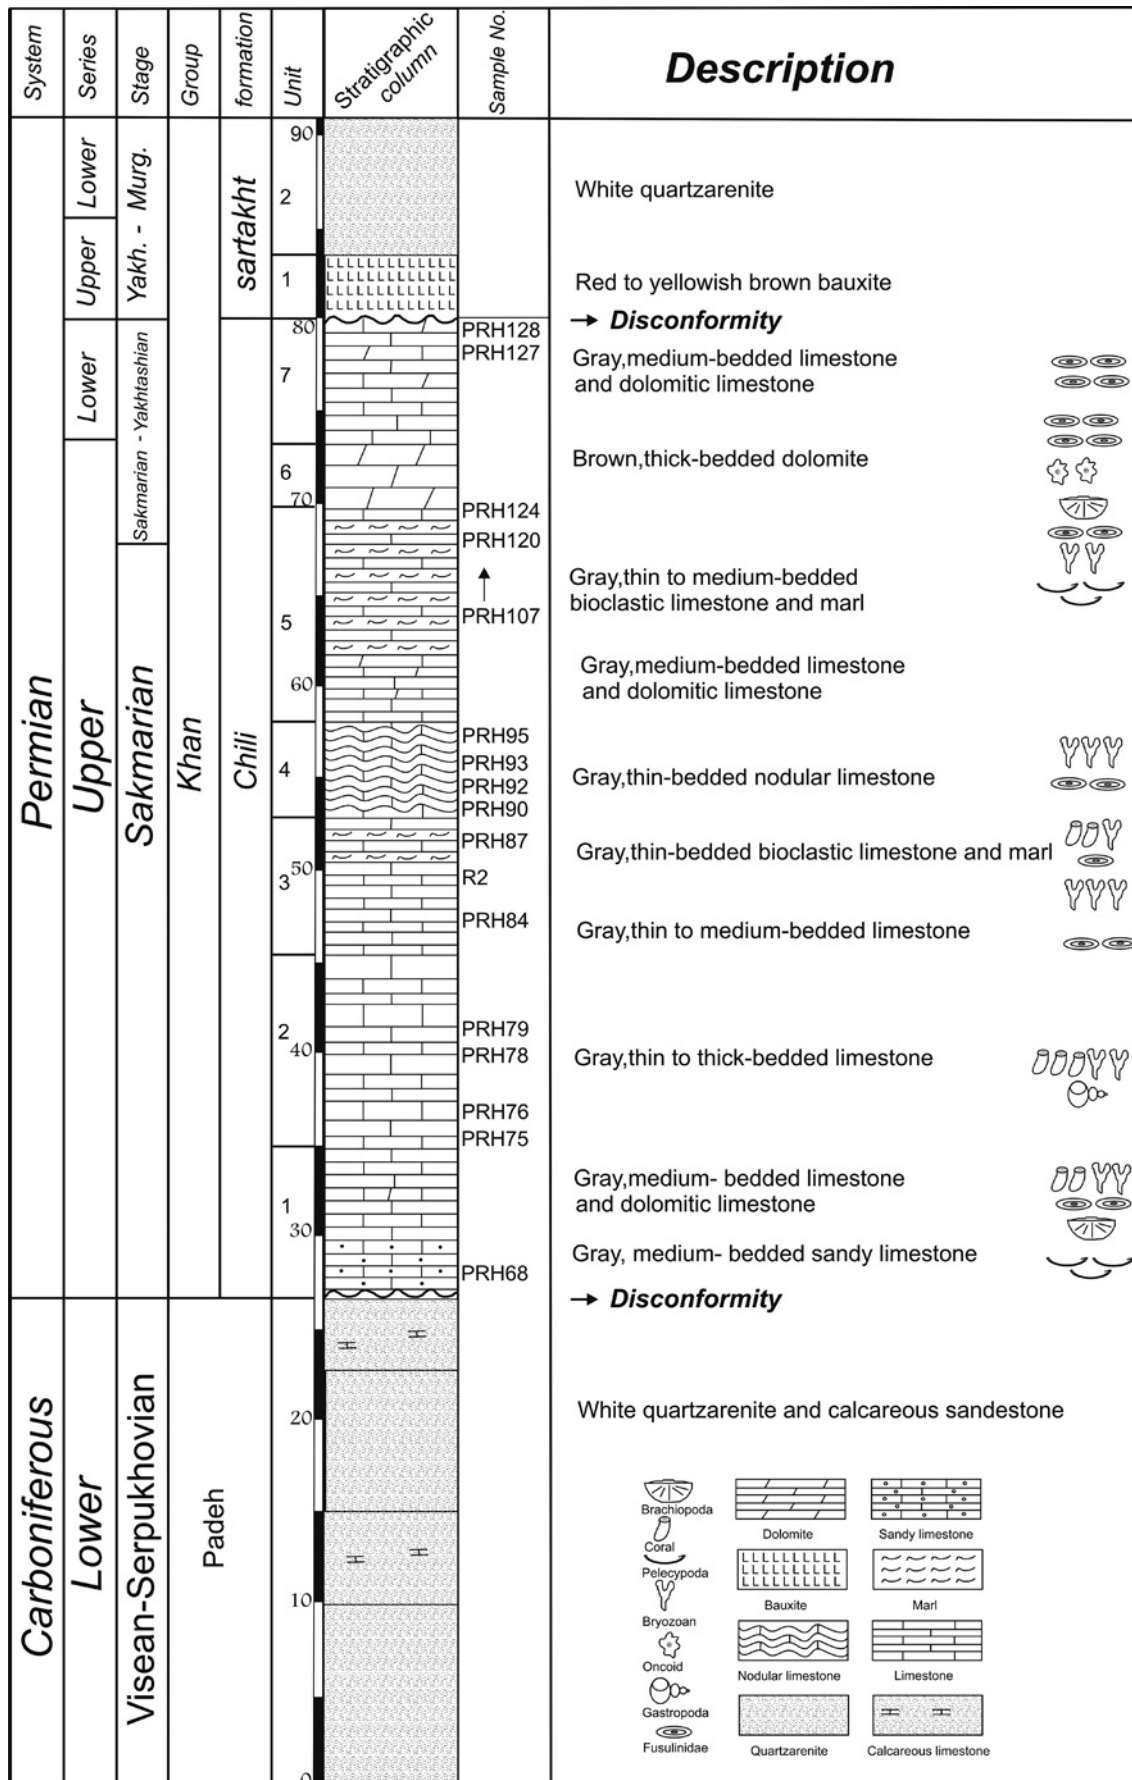 System
Series
Stage
Group
formation
Unit
Stratigraphic
column
Sample No.
Description
Permian
Carboniferous
Lower
Upper
Lower
Upper
Lower
Yakh. - Murg.
Sakmarian - Yakhtashian
Sakmarian
Visean-Serpukhovian
Khan
Padeh
sartakht
Chili
2
1
7
6
5
4
3
2
1
90
80
70
60
50
40
30
20
10
0
PRH128
PRH127
PRH124
PRH120
PRH107
PRH95
PRH93
PRH92
PRH90
PRH87
R2
PRH84
PRH79
PRH78
PRH76
PRH75
PRH68
White quartzarenite
Red to yellowish brown bauxite
→ Disconformity
Gray,medium-bedded limestone
and dolomitic limestone
Brown,thick-bedded dolomite
Gray,thin to medium-bedded
bioclastic limestone and marl
Gray,medium-bedded limestone
and dolomitic limestone
Gray,thin-bedded nodular limestone
Gray,thin-bedded bioclastic limestone and marl
Gray,thin to medium-bedded limestone
Gray,thin to thick-bedded limestone
Gray,medium- bedded limestone
and dolomitic limestone
Gray, medium- bedded sandy limestone
→ Disconformity
White quartzarenite and calcareous sandestone
Brachiopoda
Coral
Pelecypoda
Bryozoan
Oncoid
Gastropoda
Fusulinidae
Dolomite
Sandy limestone
Bauxite
Marl
Nodular limestone
Limestone
Quartzarenite
Calcareous limestone